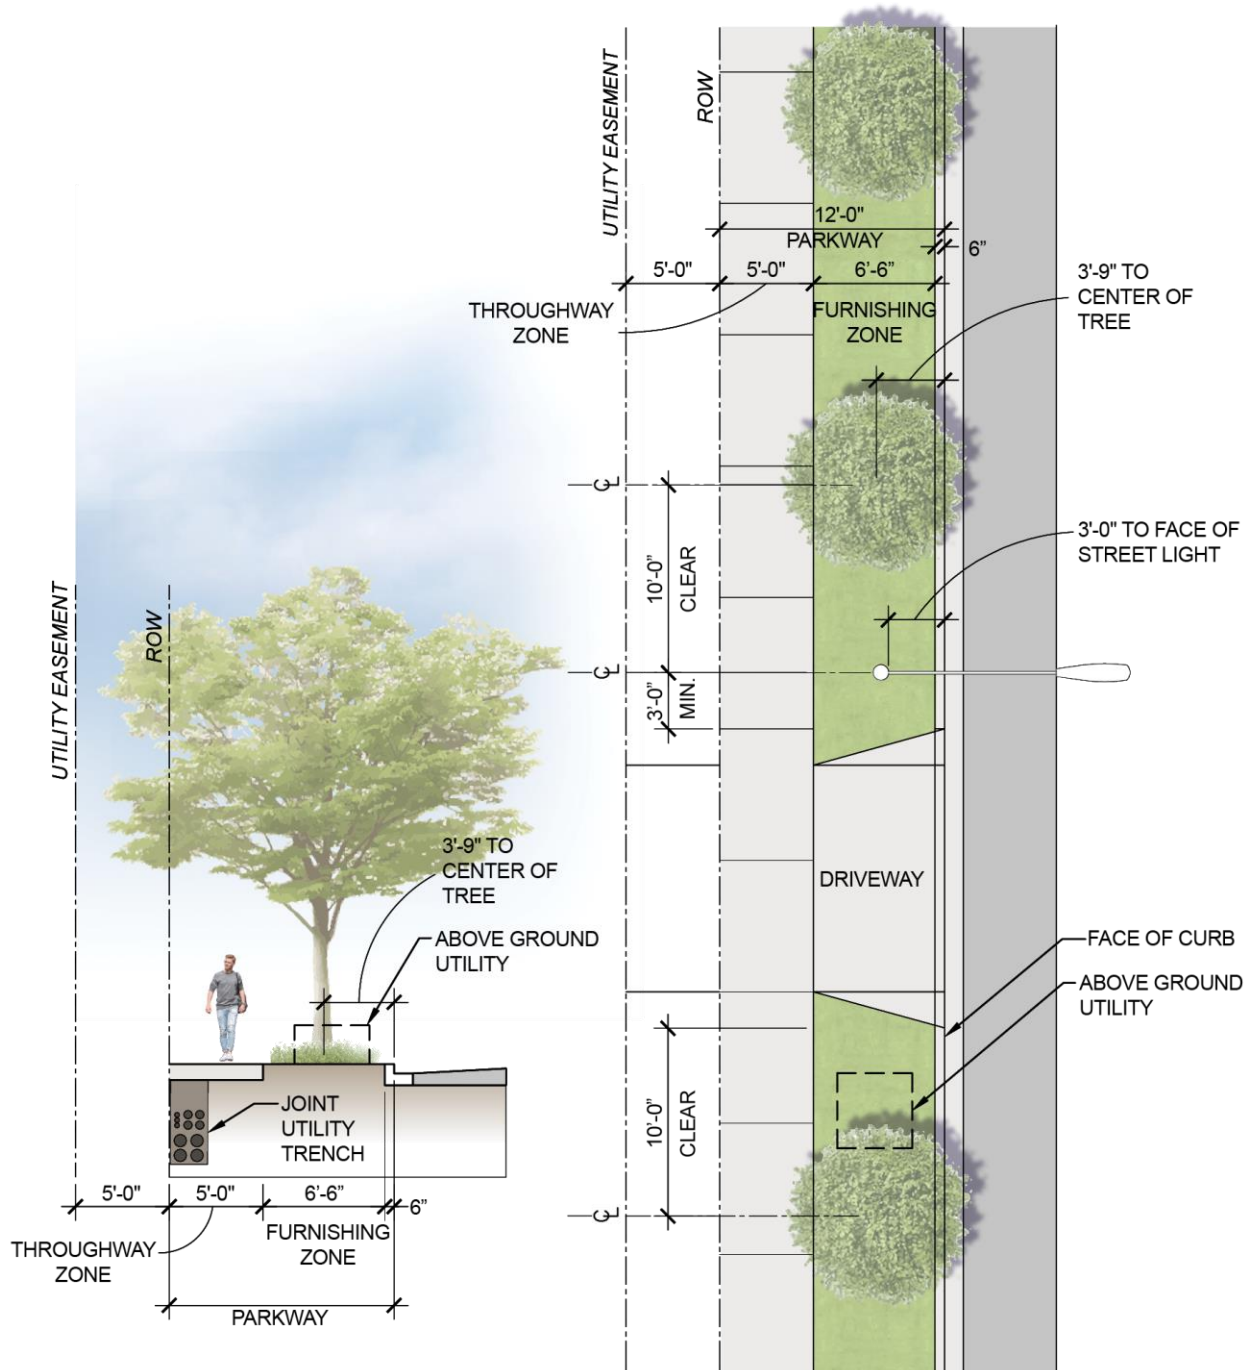 UTILITY EASEMENT
ROW
3'-9" TO
CENTER OF
TREE
ABOVE GROUND
UTILITY
JOINT
UTILITY
TRENCH
5'-0"
5'-0"
6'-6"
6"
THROUGHWAY
ZONE
FURNISHING
ZONE
PARKWAY
UTILITY EASEMENT
ROW
12'-0"
PARKWAY
6"
5'-0"
5'-0"
6'-6"
THROUGHWAY
ZONE
FURNISHING
ZONE
3'-9" TO
CENTER OF
TREE
CL
10'-0"
CLEAR
3'-0" TO FACE OF
STREET LIGHT
CL
3'-0"
MIN.
DRIVEWAY
FACE OF CURB
ABOVE GROUND
UTILITY
10'-0"
CLEAR
CL